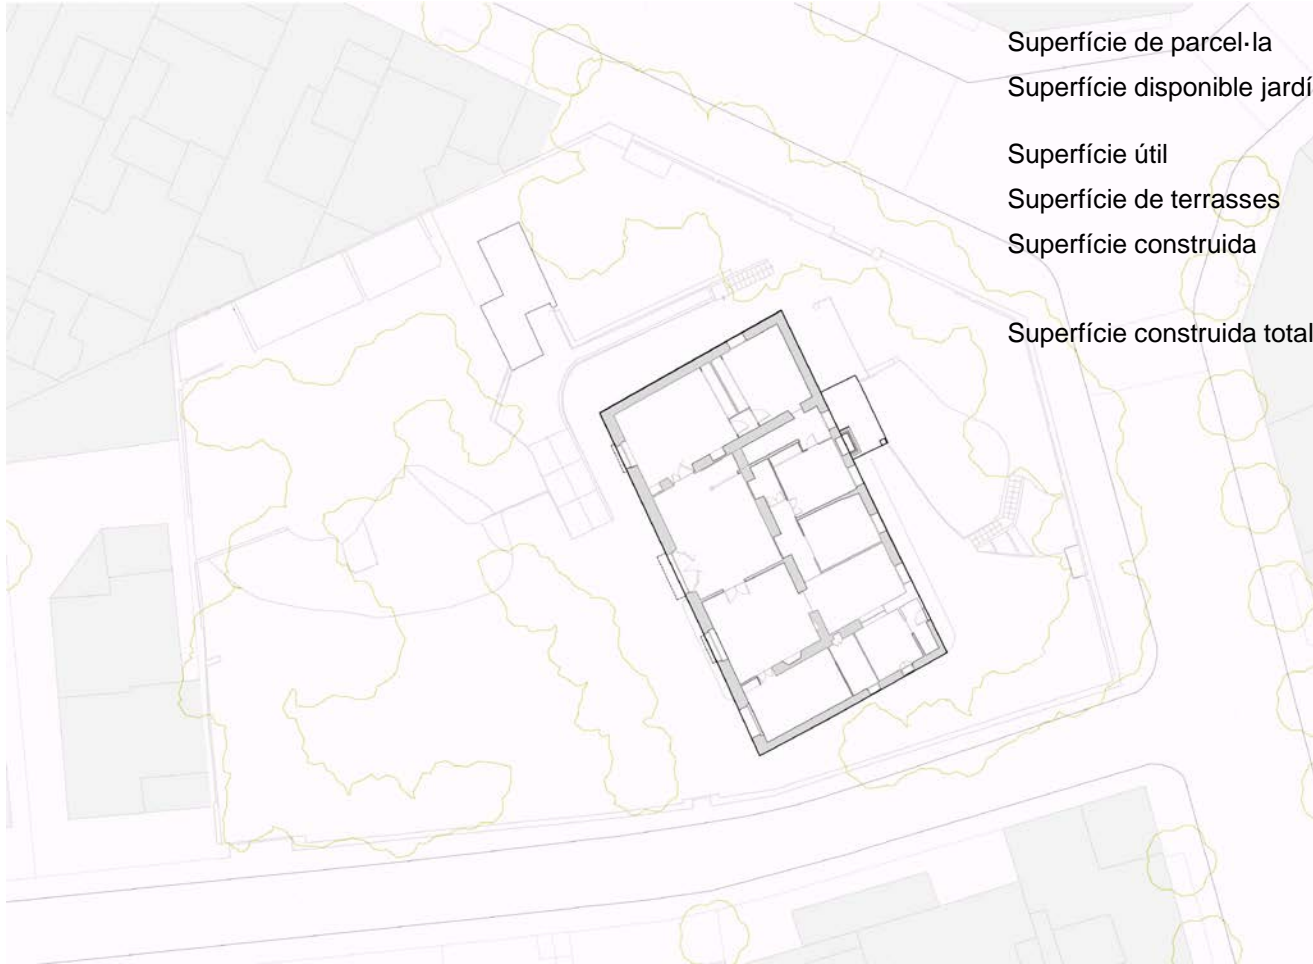 Superfície de parcel·la
Superfície disponible jardí
Superfície útil
Superfície de terrasses
Superfície construida
Superfície construida total